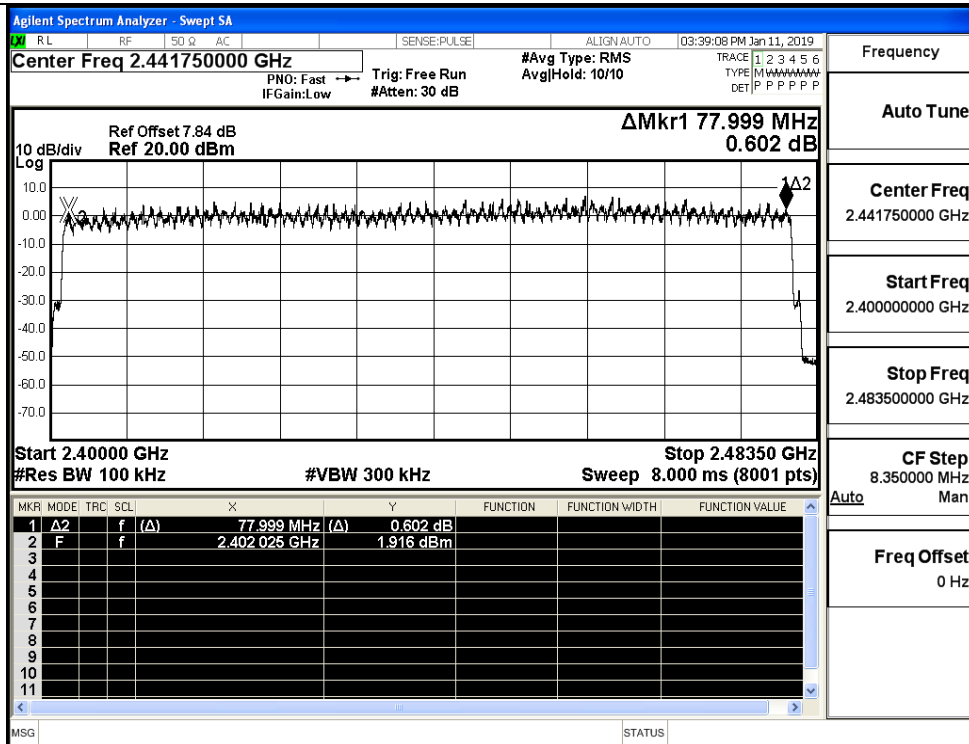 Agilent Spectrum Analyzer - Swept SA
LXI RL RF 50 Ω AC SENSE:PULSE ALIGN AUTO 03:39:08 PM Jan 11, 2019
Center Freq 2.441750000 GHz
#Avg Type: RMS
TRACE 1 2 3 4 5 6
PNO: Fast
Trig: Free Run
Avg|Hold: 10/10
TYPE M WWWWW
IFGain:Low
#Atten: 30 dB
DET P P P P P P
Ref Offset 7.84 dB
ΔMkr1 77.999 MHz
10 dB/div Ref 20.00 dBm
0.602 dB
Log
10.0
1Δ2
0.00
2
-10.0
-20.0
-30.0
-40.0
-50.0
-60.0
-70.0
Start 2.40000 GHz
Stop 2.48350 GHz
#Res BW 100 kHz
#VBW 300 kHz
Sweep 8.000 ms (8001 pts)
MKR MODE TRC SCL X Y FUNCTION FUNCTION WIDTH FUNCTION VALUE
1 Δ2 f (Δ) 77.999 MHz (Δ) 0.602 dB
2 F f 2.402 025 GHz 1.916 dBm
3
4
5
6
7
8
9
10
11
MSG
STATUS
Frequency
Auto Tune
Center Freq
2.441750000 GHz
Start Freq
2.400000000 GHz
Stop Freq
2.483500000 GHz
CF Step
8.350000 MHz
Auto Man
Freq Offset
0 Hz